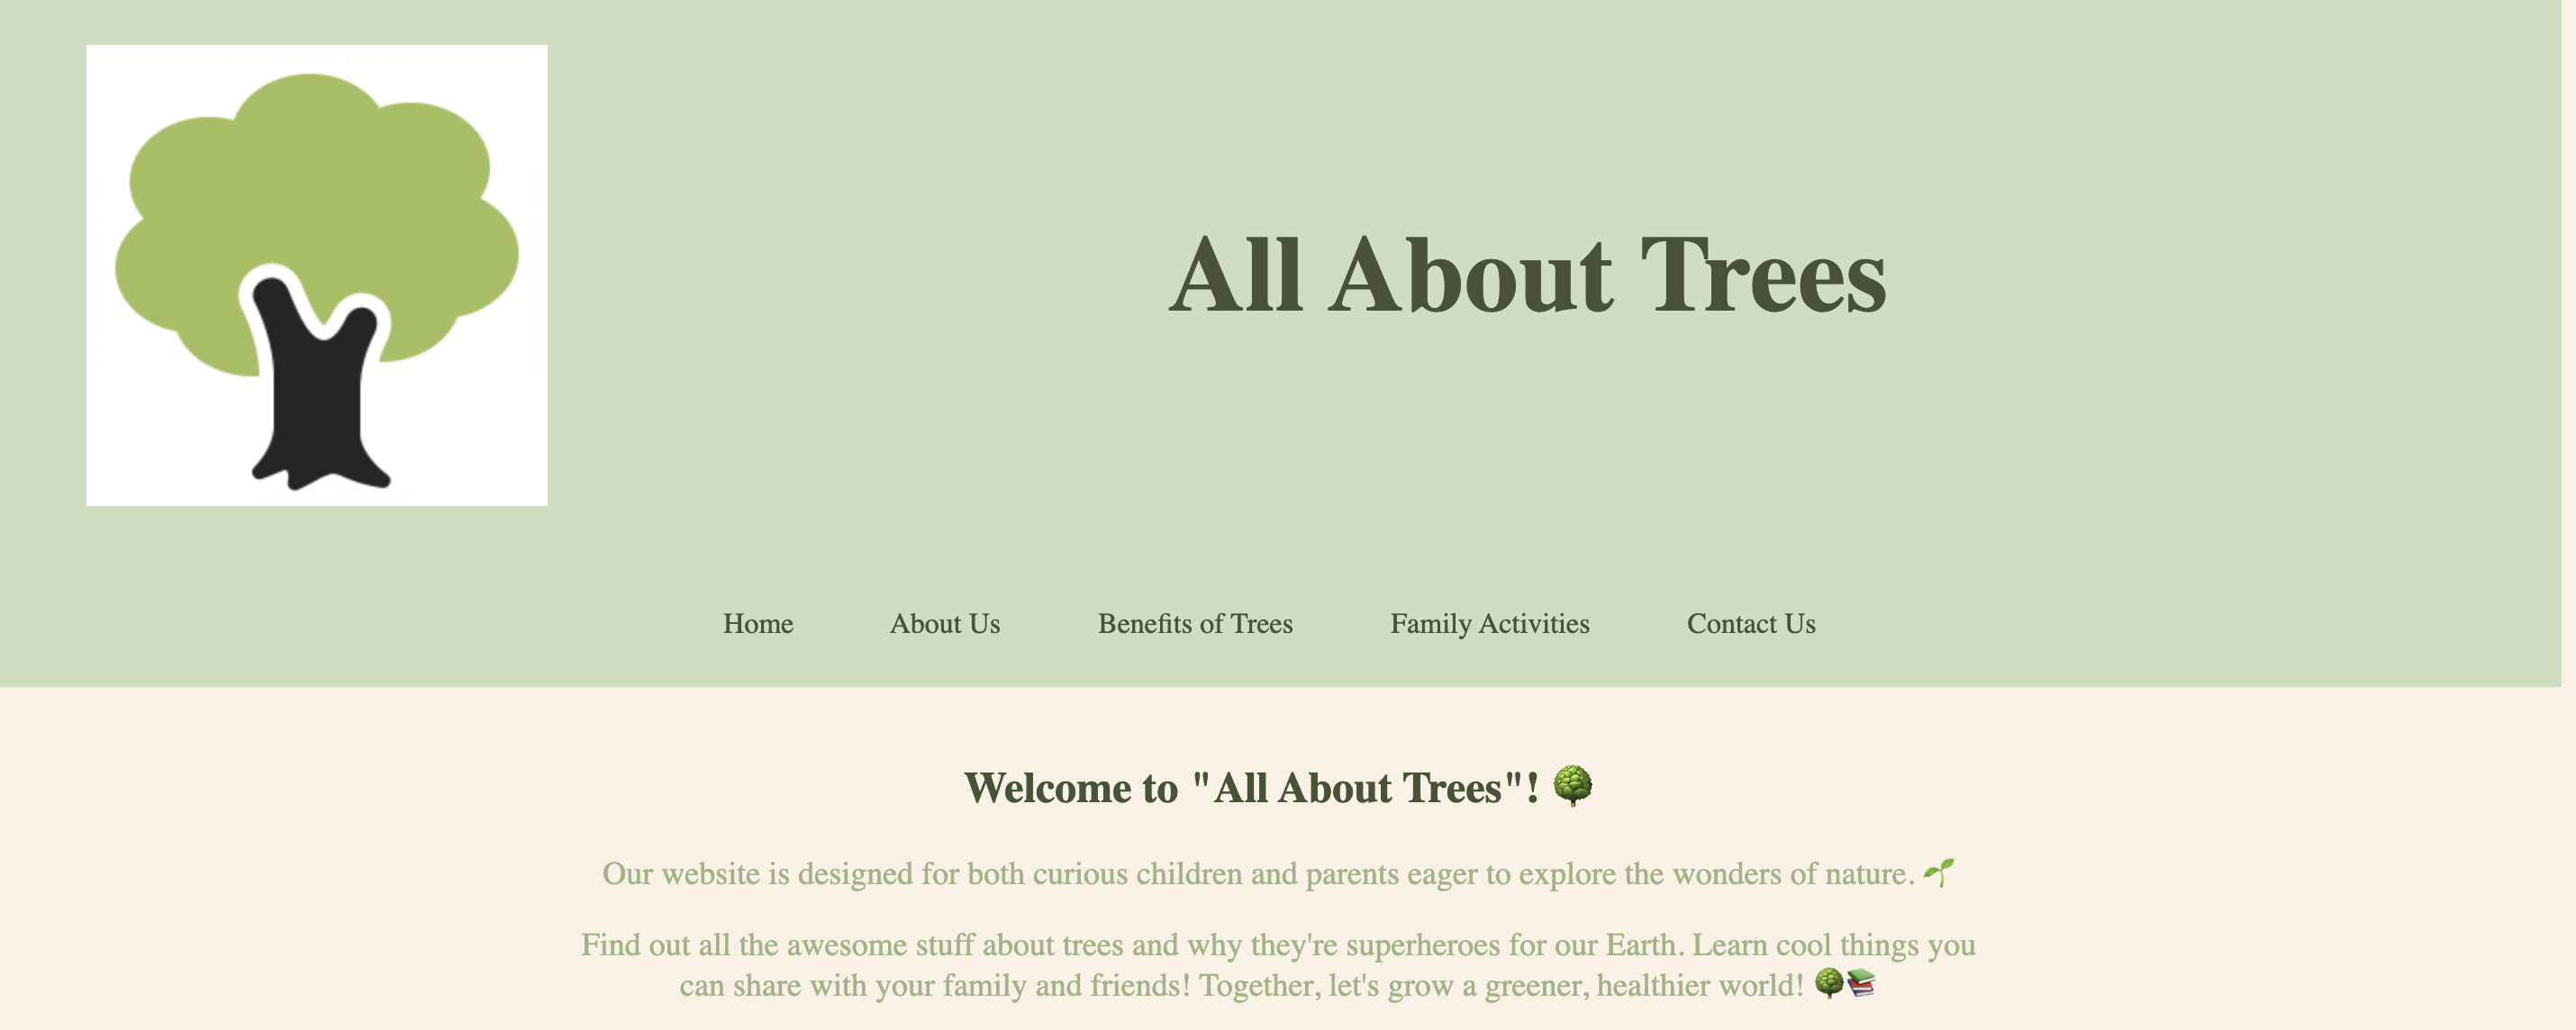 All About Trees
Home About Us Benefits of Trees Family Activities Contact Us
Welcome to "All About Trees"! 🌳
Our website is designed for both curious children and parents eager to explore the wonders of nature. 🌱
Find out all the awesome stuff about trees and why they're superheroes for our Earth. Learn cool things you
can share with your family and friends! Together, let's grow a greener, healthier world! 🌳📚